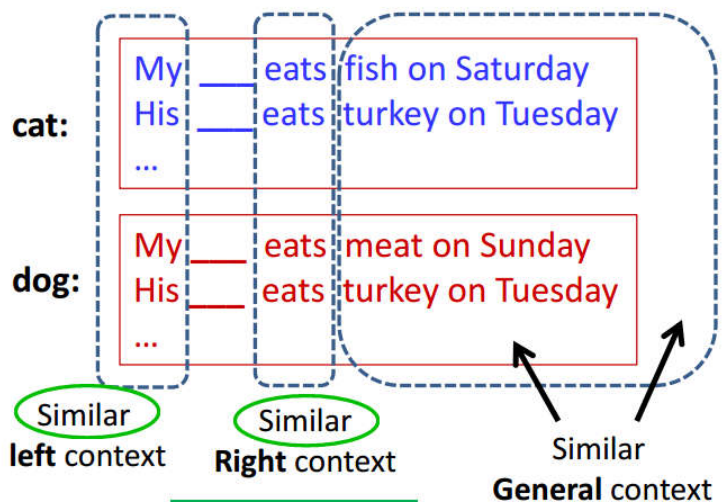 cat:
My ___ eats fish on Saturday
His ___ eats turkey on Tuesday
...
dog:
My ___ eats meat on Sunday
His ___ eats turkey on Tuesday
...
Similar
left context
Similar
Right context
Similar
General context